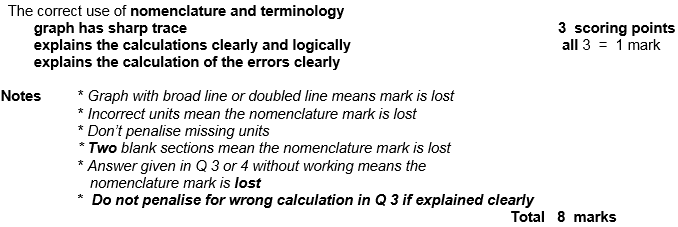 The correct use of nomenclature and terminology
graph has sharp trace 3 scoring points
explains the calculations clearly and logically all 3 = 1 mark
explains the calculation of the errors clearly
Notes * Graph with broad line or doubled line means mark is lost
* Incorrect units mean the nomenclature mark is lost
* Don't penalise missing units
* Two blank sections mean the nomenclature mark is lost
* Answer given in Q 3 or 4 without working means the
nomenclature mark is lost
* Do not penalise for wrong calculation in Q 3 if explained clearly
Total 8 marks